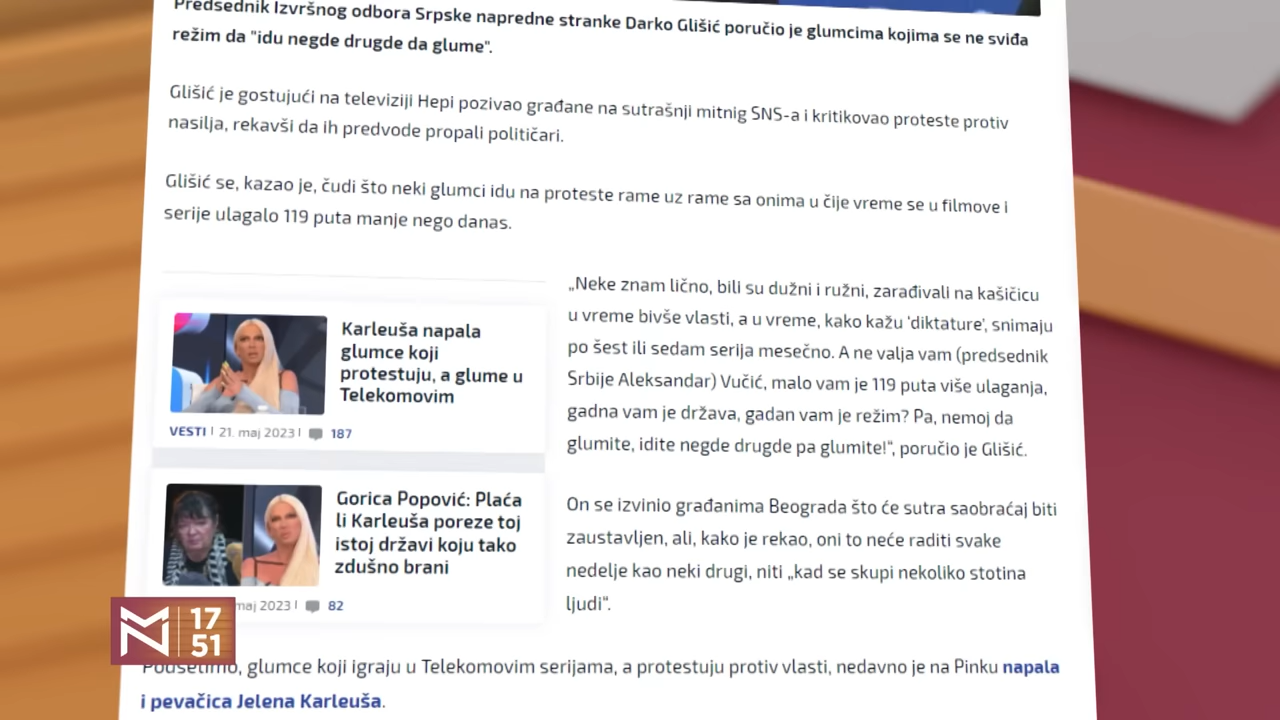 Predsednik Izvršnog odbora Srpske napredne stranke Darko Glišić poručio je glumcima kojima se ne sviđa
režim da "idu negde drugde da glume".
Glišić je gostujući na televiziji Hepi pozivao građane na sutrašnji mitnig SNS-a i kritikovao proteste protiv
nasilja, rekavši da ih predvode propali političari.
Glišić se, kazao je, čudi što neki glumci idu na proteste rame uz rame sa onima u čije vreme se u filmove i
serije ulagalo 119 puta manje nego danas.
Karleuša napala
glumce koji
protestuju, a glume u
Telekomovim
VESTI | 21. maj 2023 | 187
Gorica Popović: Plaća
li Karleuša poreze toj
istoj državi koju tako
zdušno brani
maj 2023 | 82
„Neke znam lično, bili su dužni i ružni, zarađivali na kašičicu
u vreme bivše vlasti, a u vreme, kako kažu 'diktature', snimaju
po šest ili sedam serija mesečno. A ne valja vam (predsednik
Srbije Aleksandar) Vučić, malo vam je 119 puta više ulaganja,
gadna vam je država, gadan vam je režim? Pa, nemoj da
glumite, idite negde drugde pa glumite!“, poručio je Glišić.
On se izvinio građanima Beograda što će sutra saobraćaj biti
zaustavljen, ali, kako je rekao, oni to neće raditi svake
nedelje kao neki drugi, niti „kad se skupi nekoliko stotina
ljudi“.
Podsetimo, glumce koji igraju u Telekomovim serijama, a protestuju protiv vlasti, nedavno je na Pinku napala
i pevačica Jelena Karleuša.
N
17
51